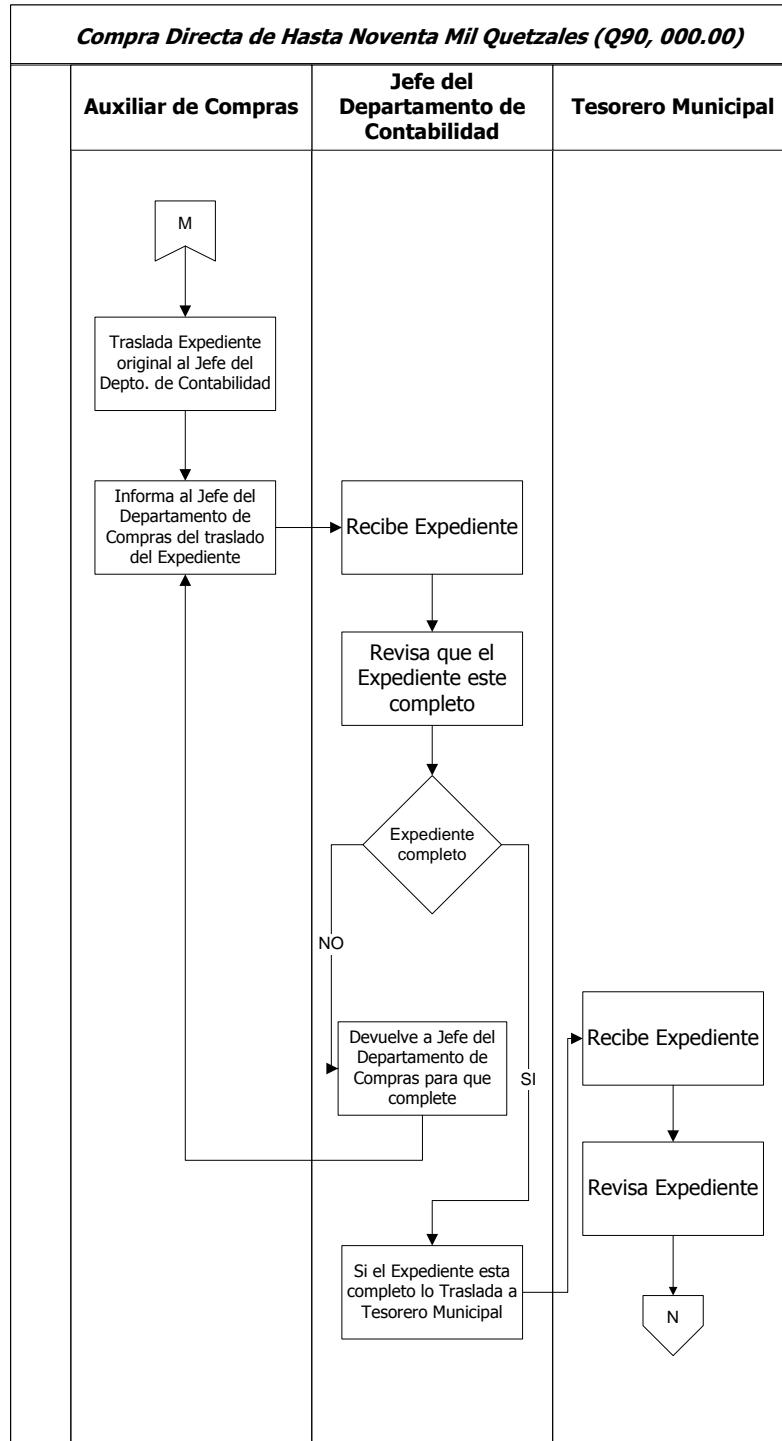 Compra Directa de Hasta Noventa Mil Quetzales (Q90, 000.00)
Auxiliar de Compras
Jefe del
Departamento de
Contabilidad
Tesorero Municipal
M
Traslada Expediente
original al Jefe del
Depto. de Contabilidad
Informa al Jefe del
Departamento de
Compras del traslado
del Expediente
Recibe Expediente
Revisa que el
Expediente este
completo
Expediente
completo
NO
SI
Devuelve a Jefe del
Departamento de
Compras para que
complete
Si el Expediente esta
completo lo Traslada a
Tesorero Municipal
Recibe Expediente
Revisa Expediente
N